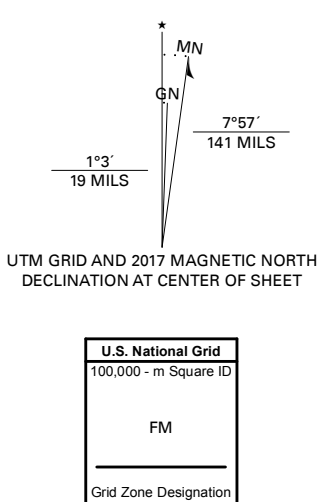 ★
MN
GN
7°57´
141 MILS
1°3´
19 MILS
UTM GRID AND 2017 MAGNETIC NORTH
DECLINATION AT CENTER OF SHEET
U.S. National Grid
100,000 - m Square ID
FM
Grid Zone Designation